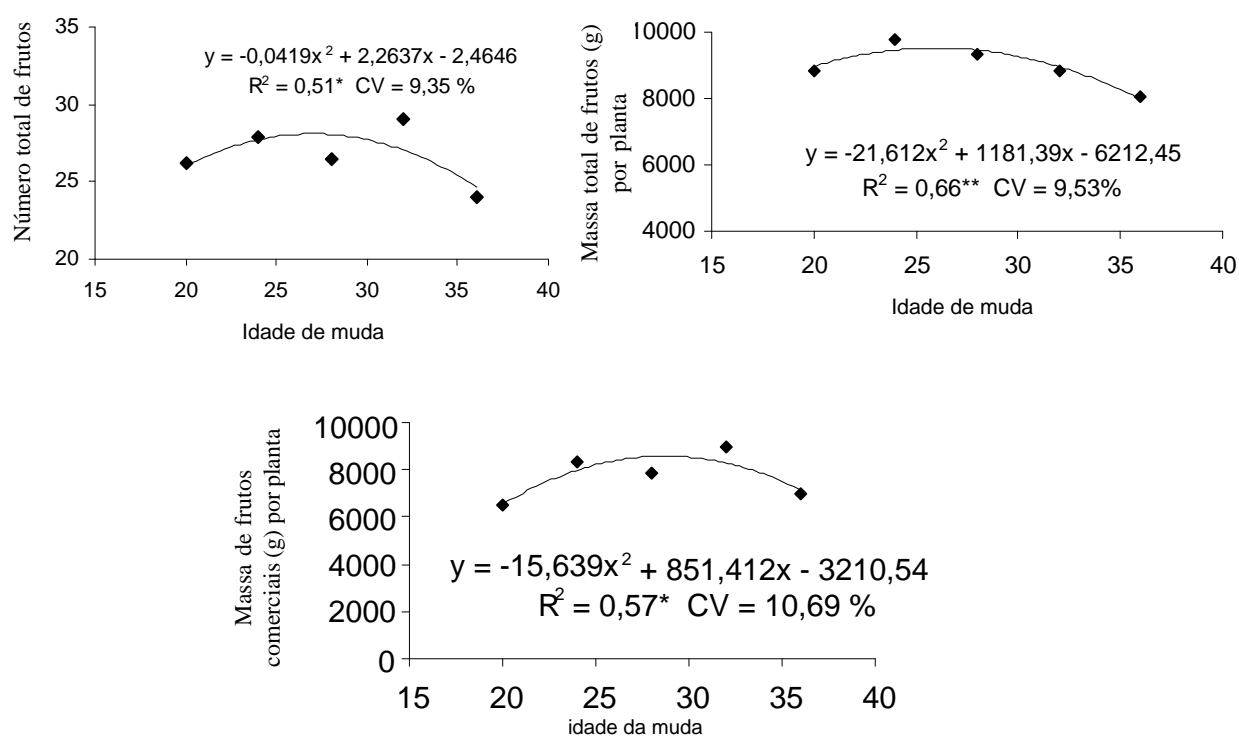 Número total de frutos
35
30
25
20
y = -0,0419x² + 2,2637x - 2,4646
R² = 0,51* CV = 9,35 %
15 20 25 30 35 40
Idade de muda
Massa total de frutos (g)
por planta
10000
8000
6000
4000
y = -21,612x² + 1181,39x - 6212,45
R² = 0,66** CV = 9,53%
15 20 25 30 35 40
Idade de muda
Massa de frutos
comerciais (g) por planta
10000
8000
6000
4000
2000
0
y = -15,639x² + 851,412x - 3210,54
R² = 0,57* CV = 10,69 %
15 20 25 30 35 40
idade da muda